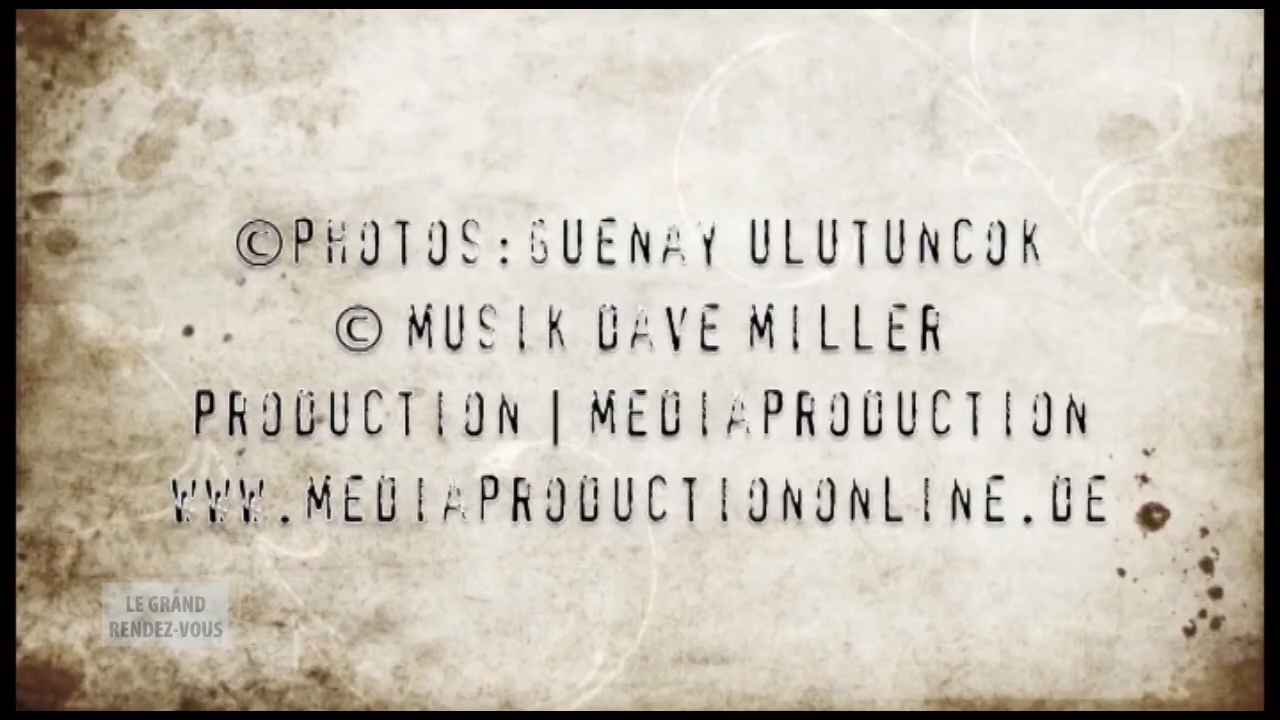 ©PHOTOS:GUENAY ULUTUNCOK
© MUSIK DAVE MILLER
PRODUCTION | MEDIAPRODUCTION
WWW.MEDIAPRODUCTIONONLINE.DE
LE GRAND
RENDEZ-VOUS